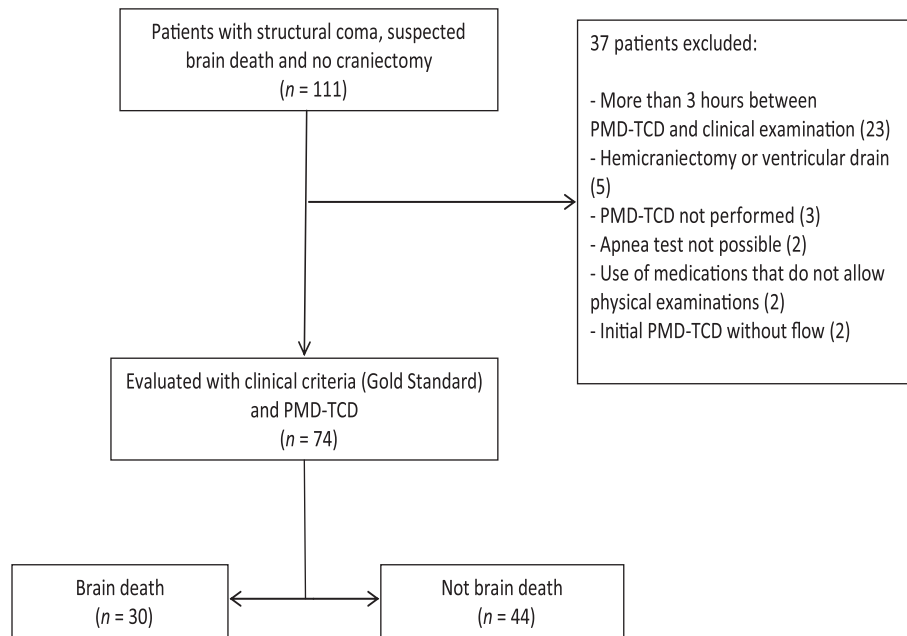 Patients with structural coma, suspected
brain death and no craniectomy
(n = 111)
37 patients excluded:
- More than 3 hours between
PMD-TCD and clinical examination (23)
- Hemicraniectomy or ventricular drain
(5)
- PMD-TCD not performed (3)
- Apnea test not possible (2)
- Use of medications that do not allow
physical examinations (2)
- Initial PMD-TCD without flow (2)
Evaluated with clinical criteria (Gold Standard)
and PMD-TCD
(n = 74)
Brain death
(n = 30)
Not brain death
(n = 44)